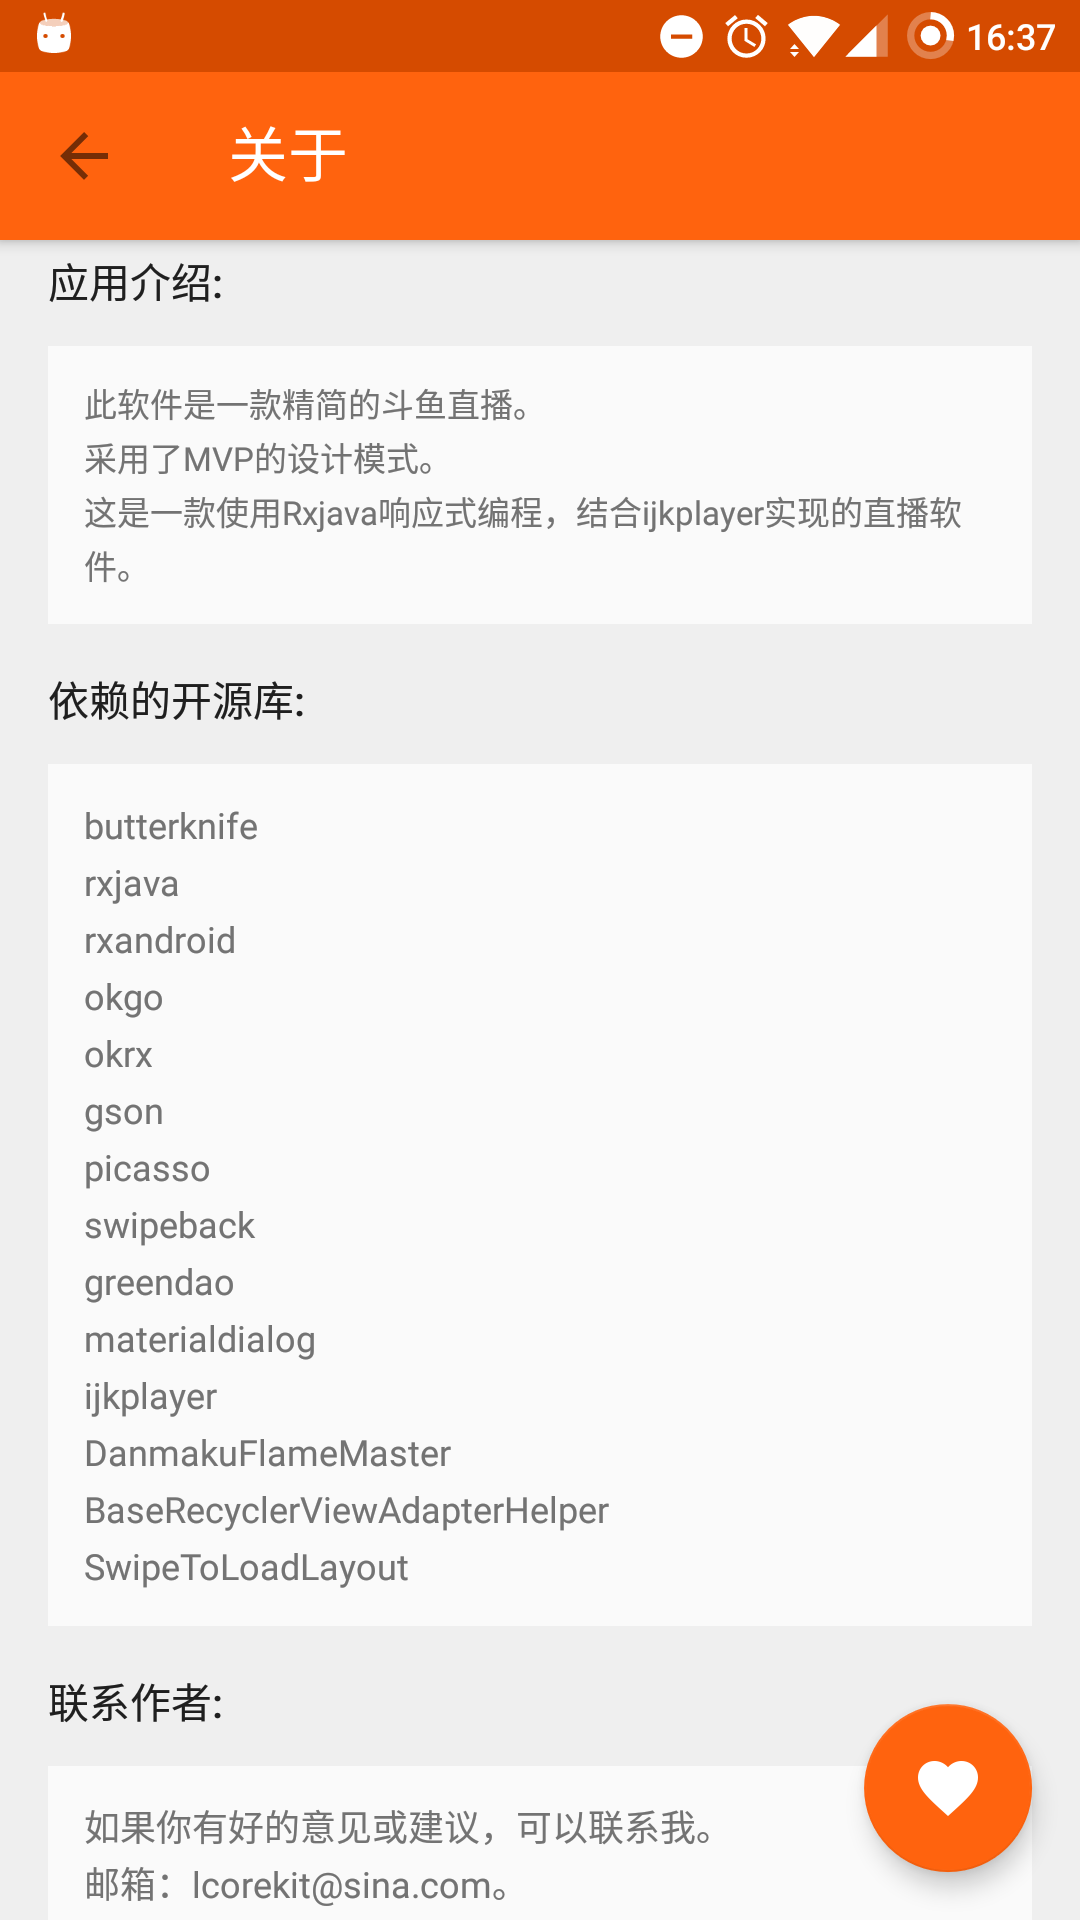 16:37
关于
应用介绍:
此软件是一款精简的斗鱼直播。
采用了MVP的设计模式。
这是一款使用Rxjava响应式编程，结合ijkplayer实现的直播软
件。
依赖的开源库:
butterknife
rxjava
rxandroid
okgo
okrx
gson
picasso
swipeback
greendao
materialdialog
ijkplayer
DanmakuFlameMaster
BaseRecyclerViewAdapterHelper
SwipeToLoadLayout
联系作者:
如果你有好的意见或建议，可以联系我。
邮箱：lcorekit@sina.com。